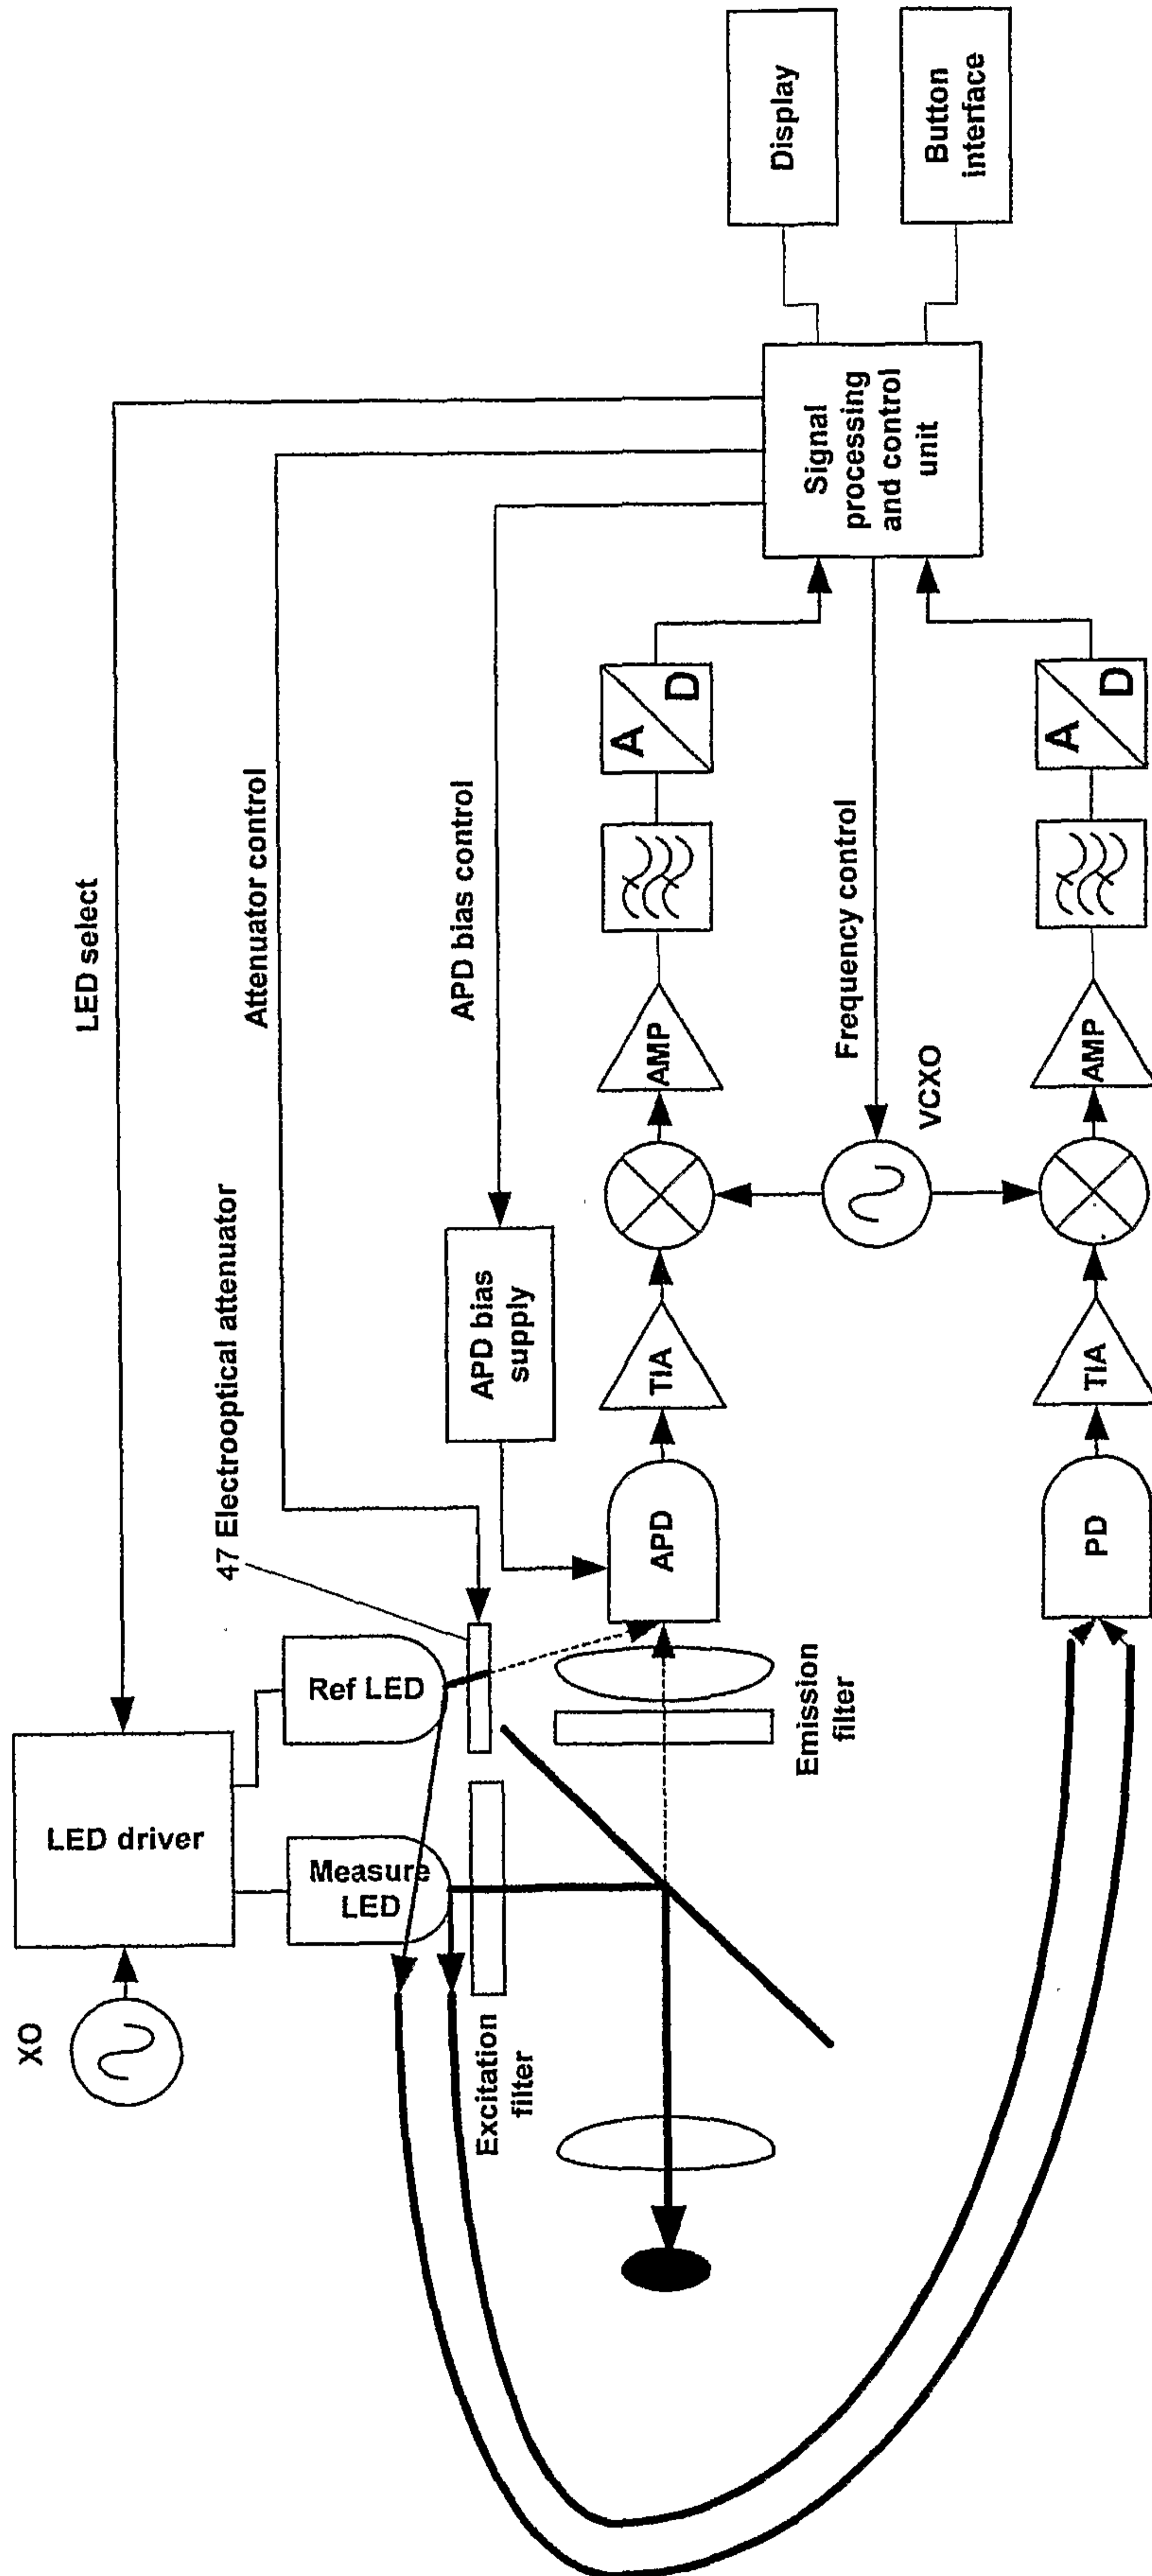 XO
LED driver
LED select
Measure
LED
Ref LED
47 Electrooptical attenuator
Attenuator control
Excitation
filter
APD bias
supply
APD bias control
Emission
filter
APD
TIA
AMP
A
D
VCXO
Frequency control
PD
TIA
AMP
A
D
Signal
processing
and control
unit
Display
Button
interface